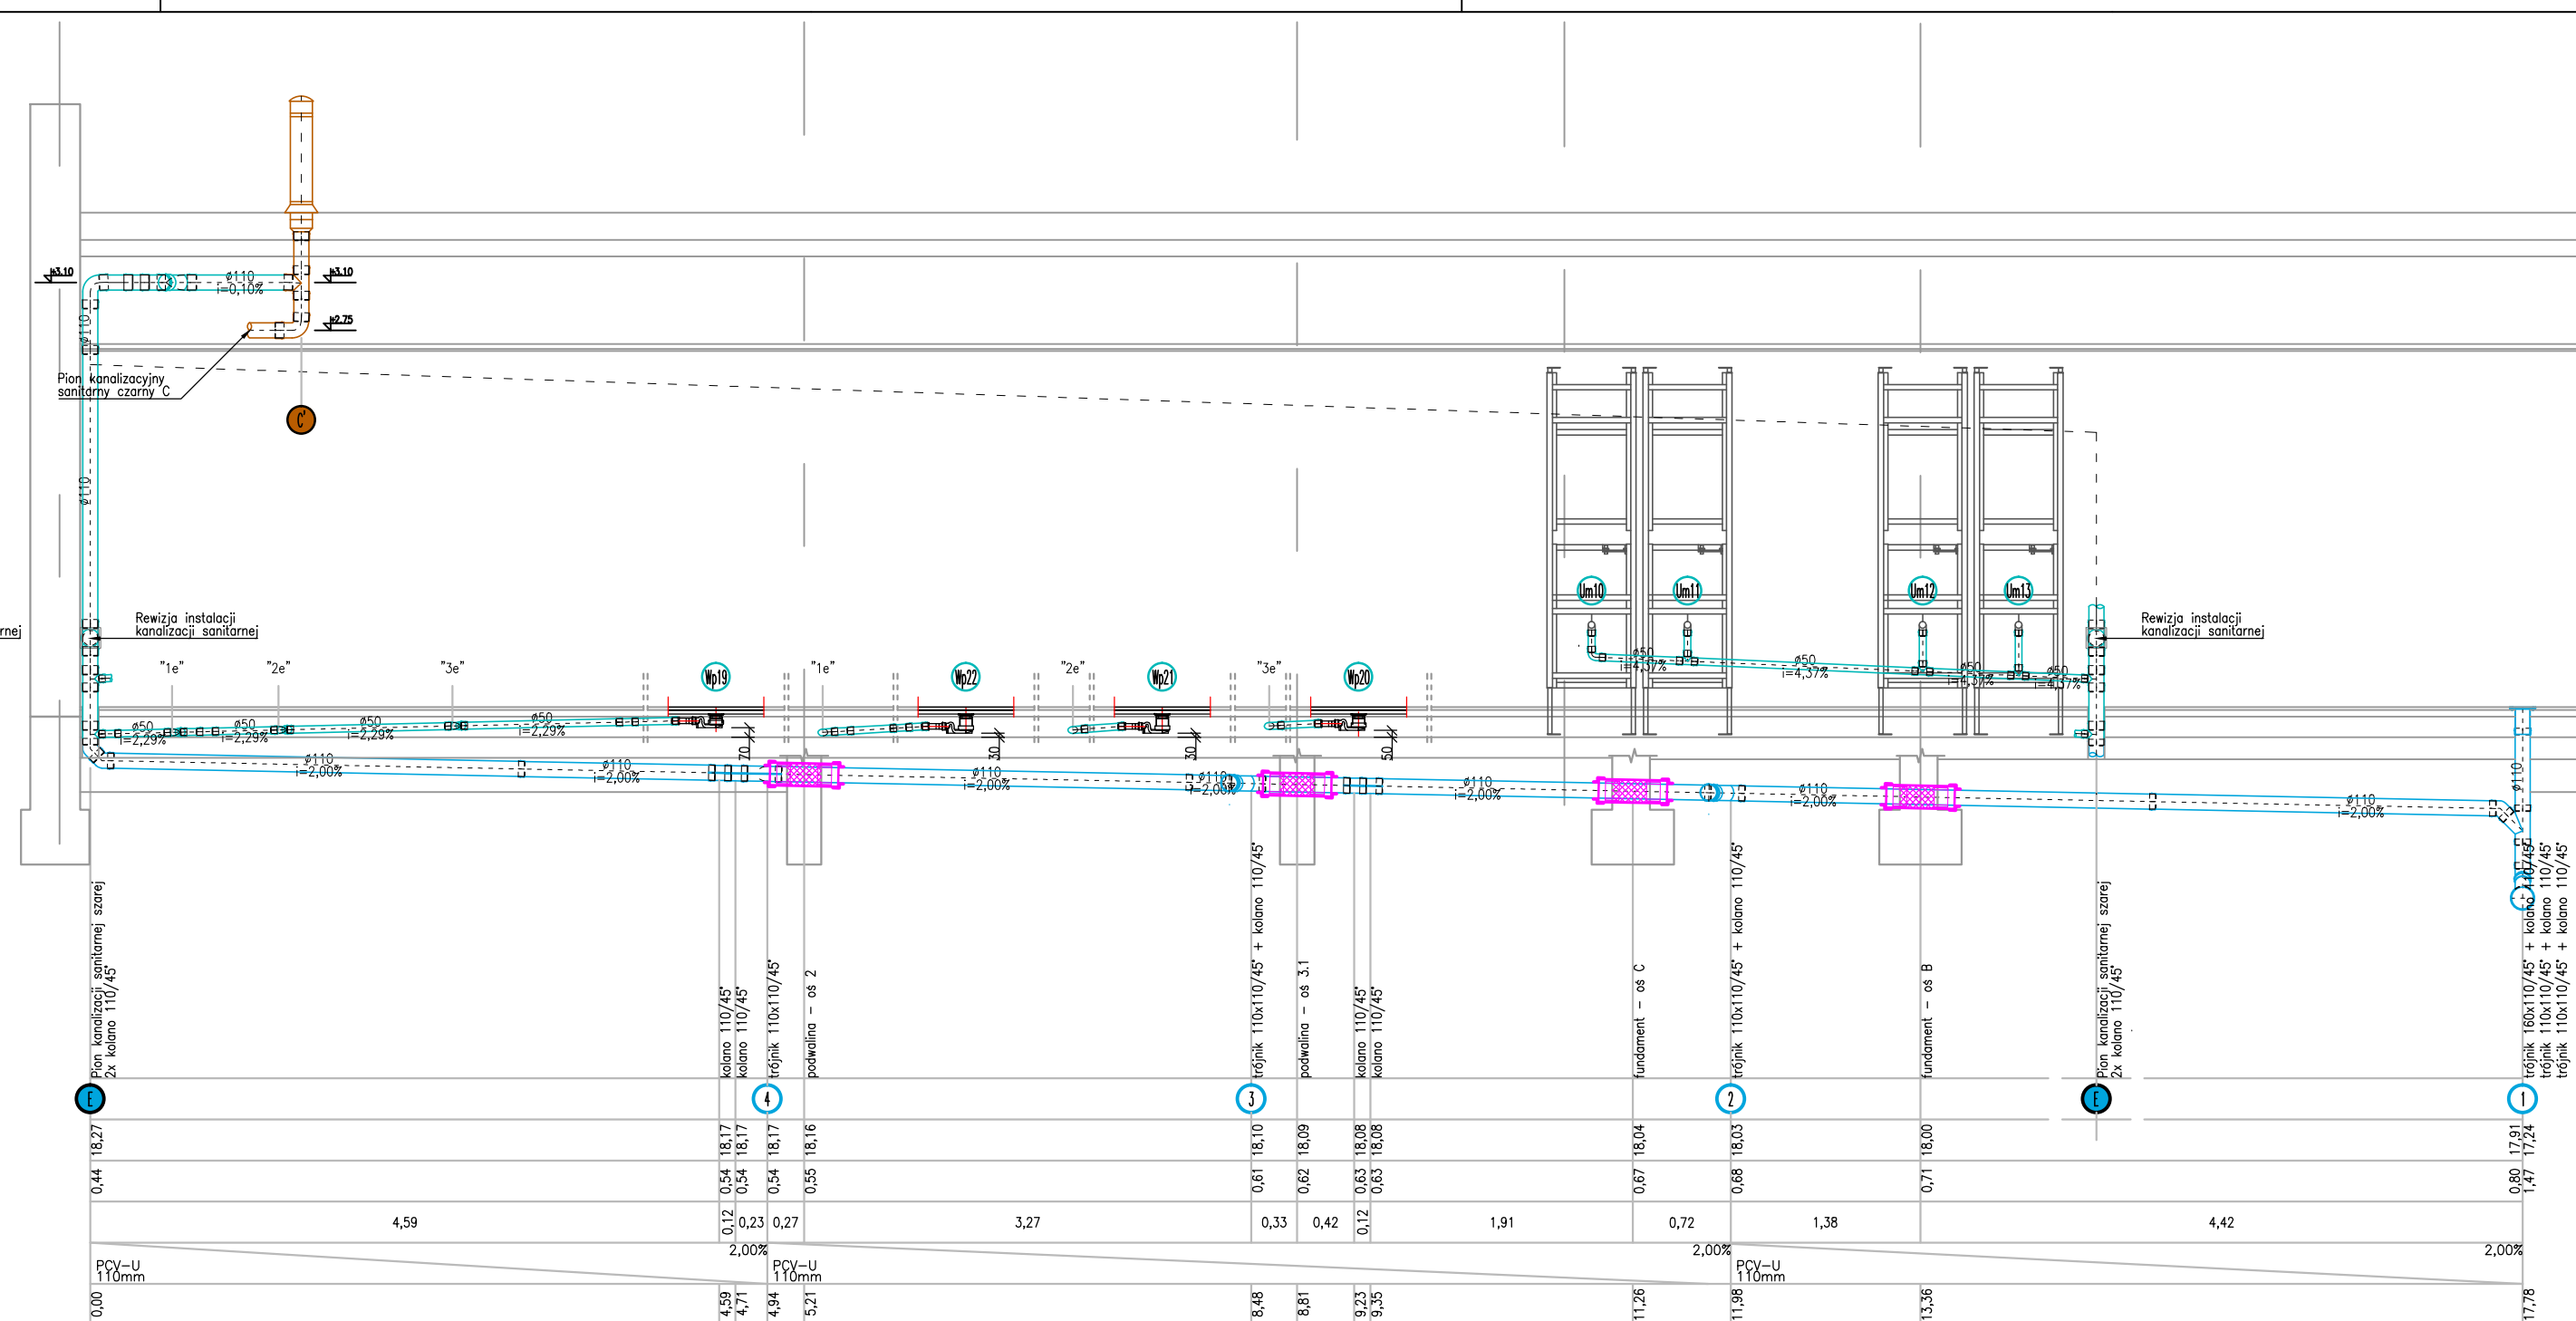 +3.10
ø110
i=0,10%
+3.10
+2.75
ø110
Pion kanalizacyjny
sanitarny czarny C
C'
ø110
rnej
Rewizja instalacji
kanalizacji sanitarnej
Um10
Um11
Um12
Um13
Rewizja instalacji
kanalizacji sanitarnej
"1e"
"2e"
"3e"
Wp19
"1e"
Wp22
"2e"
Wp21
"3e"
Wp20
ø50
i=4,37%
ø50
i=4,37%
ø50
i=4,37%
ø50
i=4,37%
ø50
i=2,29%
ø50
i=2,29%
ø50
i=2,29%
ø50
i=2,29%
70
30
30
50
ø110
i=2,00%
ø110
i=2,00%
ø110
i=2,00%
ø110
i=2,00%
ø110
i=2,00%
ø110
i=2,00%
ø110
i=2,00%
ø110
Pion kanalizacji sanitarnej szarej
2x kolano 110/45°
kolano 110/45°
kolano 110/45°
trójnik 110x110/45°
podwalina - oś 2
trójnik 110x110/45° + kolano 110/45°
podwalina - oś 3.1
kolano 110/45°
kolano 110/45°
fundament - oś C
trójnik 110x110/45° + kolano 110/45°
fundament - oś B
Pion kanalizacji sanitarnej szarej
2x kolano 110/45°
trójnik 160x110/45° + kolano 110/45°
trójnik 110x110/45° + kolano 110/45°
trójnik 110x110/45° + kolano 110/45°
E
4
3
2
E
1
18,27
18,17
18,17
18,17
18,16
18,10
18,09
18,08
18,08
18,04
18,03
18,00
17,91
17,24
0,44
0,54
0,54
0,54
0,55
0,61
0,62
0,63
0,63
0,67
0,68
0,71
0,80
1,47
4,59
0,12
0,23
0,27
3,27
0,33
0,42
0,12
1,91
0,72
1,38
4,42
2,00%
2,00%
2,00%
PCV-U
110mm
PCV-U
110mm
PCV-U
110mm
0,00
4,59
4,71
4,94
5,21
8,48
8,81
9,23
9,35
11,26
11,98
13,36
17,78